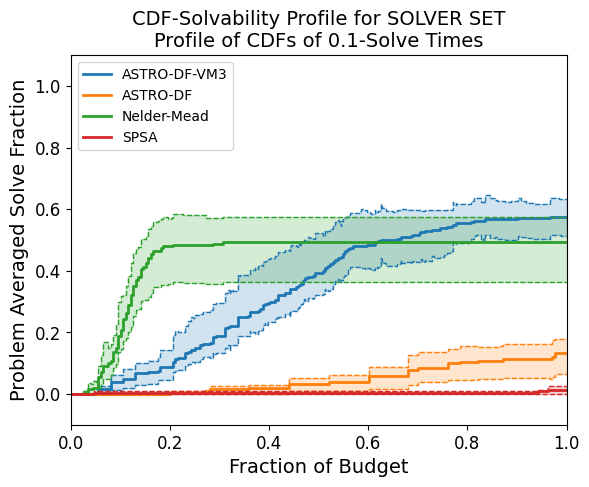 CDF-Solvability Profile for SOLVER SET
Profile of CDFs of 0.1-Solve Times
ASTRO-DF-VM3
ASTRO-DF
Nelder-Mead
SPSA
Problem Averaged Solve Fraction
1.0
0.8
0.6
0.4
0.2
0.0
0.0 0.2 0.4 0.6 0.8 1.0
Fraction of Budget